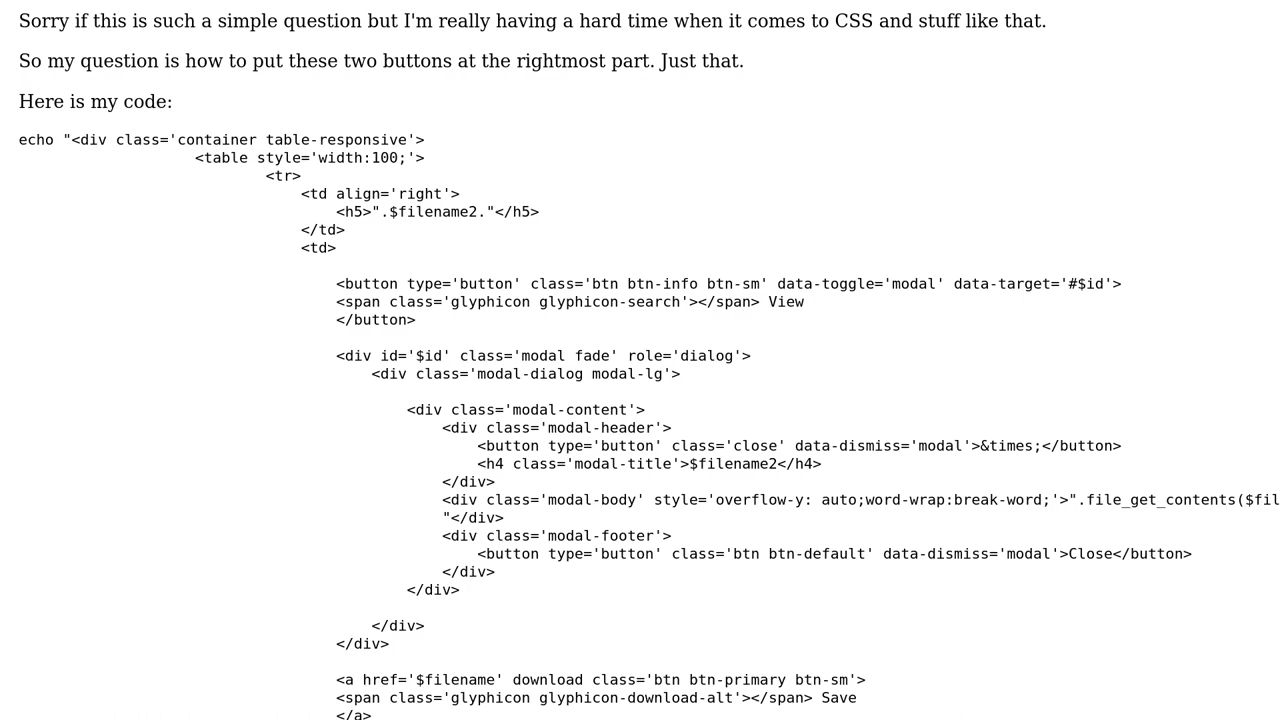 Sorry if this is such a simple question but I'm really having a hard time when it comes to CSS and stuff like that.
So my question is how to put these two buttons at the rightmost part. Just that.
Here is my code:
echo "<div class='container table-responsive'>
<table style='width:100;'>
<tr>
<td align='right'>
<h5>".$filename2."</h5>
</td>
<td>
<button type='button' class='btn btn-info btn-sm' data-toggle='modal' data-target='#$id'>
<span class='glyphicon glyphicon-search'></span> View
</button>
<div id='$id' class='modal fade' role='dialog'>
<div class='modal-dialog modal-lg'>
<div class='modal-content'>
<div class='modal-header'>
<button type='button' class='close' data-dismiss='modal'>&times;</button>
<h4 class='modal-title'>$filename2</h4>
</div>
<div class='modal-body' style='overflow-y: auto;word-wrap:break-word;'>".file_get_contents($fil
"</div>
<div class='modal-footer'>
<button type='button' class='btn btn-default' data-dismiss='modal'>Close</button>
</div>
</div>
</div>
</div>
<a href='$filename' download class='btn btn-primary btn-sm'>
<span class='glyphicon glyphicon-download-alt'></span> Save
</a>